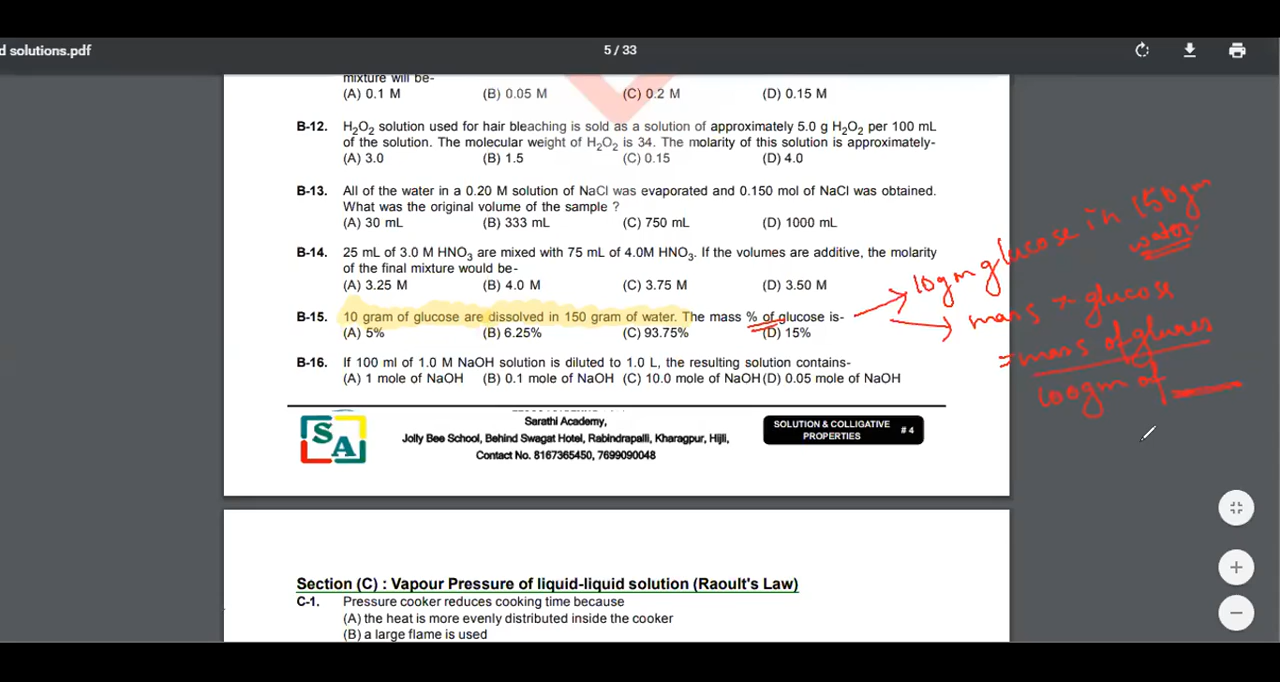 d solutions.pdf
5 / 33
mixture will be-
(A) 0.1 M (B) 0.05 M (C) 0.2 M (D) 0.15 M
B-12. H₂O₂ solution used for hair bleaching is sold as a solution of approximately 5.0 g H₂O₂ per 100 mL
of the solution. The molecular weight of H₂O₂ is 34. The molarity of this solution is approximately-
(A) 3.0 (B) 1.5 (C) 0.15 (D) 4.0
B-13. All of the water in a 0.20 M solution of NaCl was evaporated and 0.150 mol of NaCl was obtained.
What was the original volume of the sample ?
(A) 30 mL (B) 333 mL (C) 750 mL (D) 1000 mL
B-14. 25 mL of 3.0 M HNO₃ are mixed with 75 mL of 4.0M HNO₃. If the volumes are additive, the molarity
of the final mixture would be-
(A) 3.25 M (B) 4.0 M (C) 3.75 M (D) 3.50 M
B-15. 10 gram of glucose are dissolved in 150 gram of water. The mass % of glucose is-
(A) 5% (B) 6.25% (C) 93.75% (D) 15%
B-16. If 100 ml of 1.0 M NaOH solution is diluted to 1.0 L, the resulting solution contains-
(A) 1 mole of NaOH (B) 0.1 mole of NaOH (C) 10.0 mole of NaOH (D) 0.05 mole of NaOH
10gm glucose in 150gm
water
mass % glucose
= mass of glucos
100gm of
SA
Sarathi Academy,
Jolly Bee School, Behind Swagat Hotel, Rabindrapalli, Kharagpur, Hijli,
Contact No. 8167365450, 7699090048
SOLUTION & COLLIGATIVE
PROPERTIES
# 4
Section (C) : Vapour Pressure of liquid-liquid solution (Raoult's Law)
C-1. Pressure cooker reduces cooking time because
(A) the heat is more evenly distributed inside the cooker
(B) a large flame is used